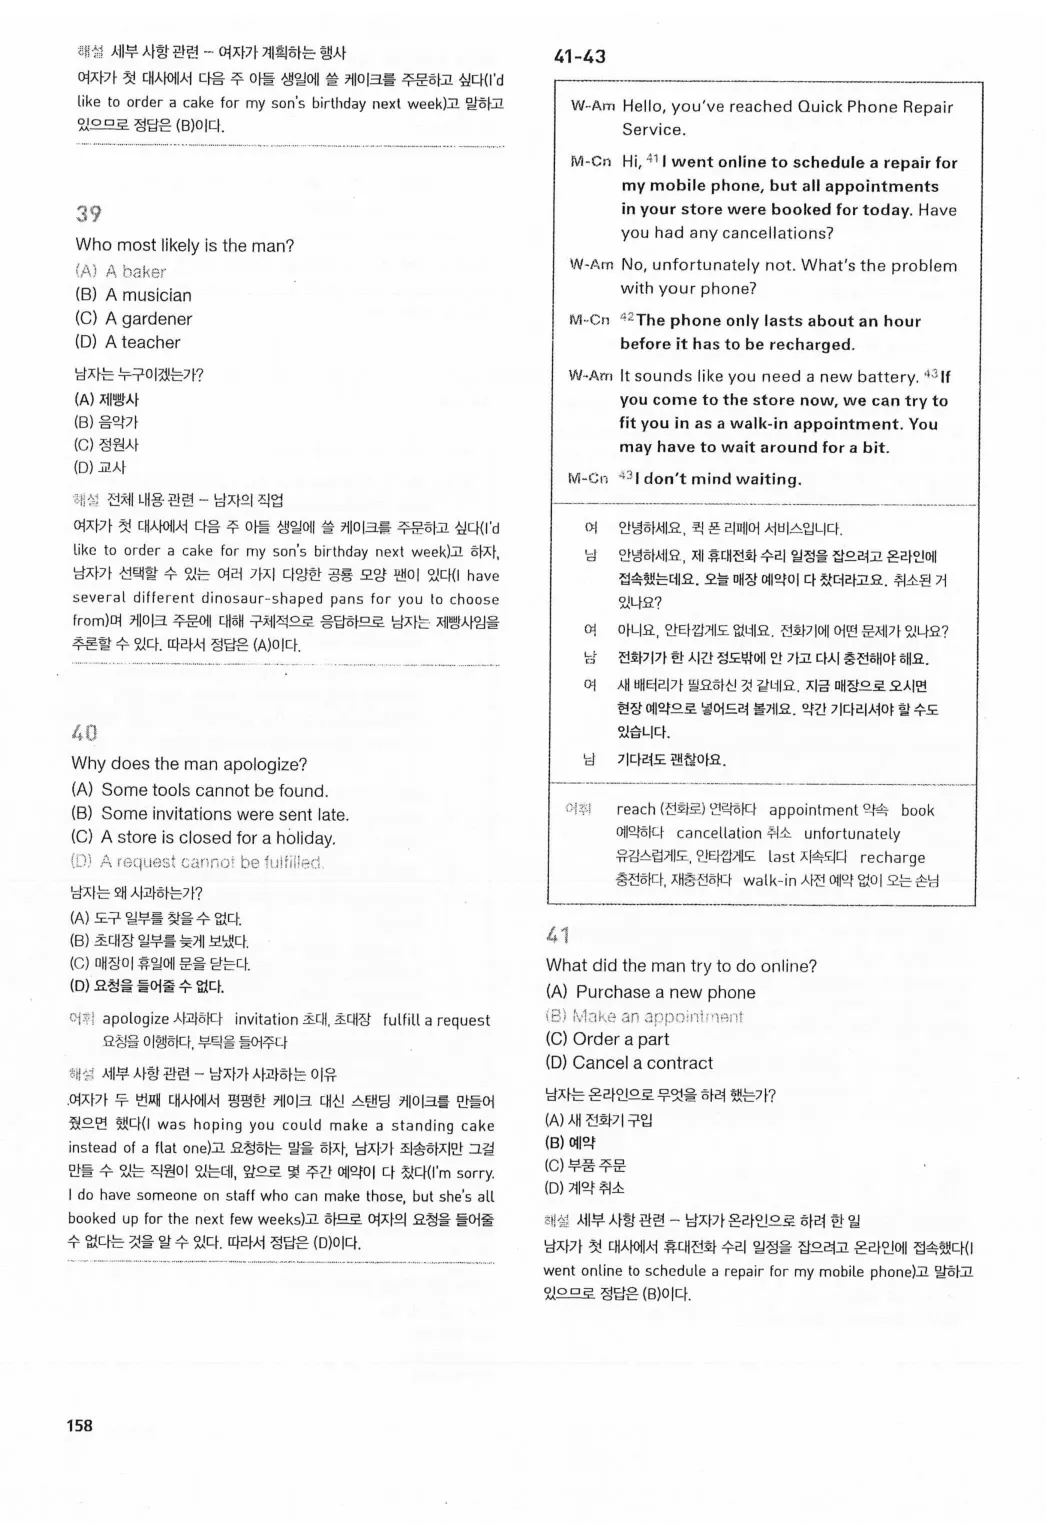 해설 세부 사항 관련 – 여자가 계획하는 행사
여자가 첫 대사에서 다음 주 아들 생일에 쓸 케이크를 주문하고 싶다(I'd
like to order a cake for my son's birthday next week)고 말하고
있으므로 정답은 (B)이다.
39
Who most likely is the man?
(A) A baker
(B) A musician
(C) A gardener
(D) A teacher
남자는 누구이겠는가?
(A) 제빵사
(B) 음악가
(C) 정원사
(D) 교사
해설 전체 내용 관련 – 남자의 직업
여자가 첫 대사에서 다음 주 아들 생일에 쓸 케이크를 주문하고 싶다(I'd
like to order a cake for my son's birthday next week)고 하자,
남자가 선택할 수 있는 여러 가지 다양한 공룡 모양 팬이 있다(I have
several different dinosaur-shaped pans for you to choose
from)며 케이크 주문에 대해 구체적으로 응답하므로 남자는 제빵사임을
추론할 수 있다. 따라서 정답은 (A)이다.
40
Why does the man apologize?
(A) Some tools cannot be found.
(B) Some invitations were sent late.
(C) A store is closed for a holiday.
(D) A request cannot be fulfilled.
남자는 왜 사과하는가?
(A) 도구 일부를 찾을 수 없다.
(B) 초대장 일부를 늦게 보냈다.
(C) 매장이 휴일에 문을 닫는다.
(D) 요청을 들어줄 수 없다.
어휘 apologize 사과하다 invitation 초대, 초대장 fulfill a request
요청을 이행하다, 부탁을 들어주다
해설 세부 사항 관련 – 남자가 사과하는 이유
여자가 두 번째 대사에서 평평한 케이크 대신 스탠딩 케이크를 만들어
줬으면 했다(I was hoping you could make a standing cake
instead of a flat one)고 요청하는 말을 하자, 남자가 죄송하지만 그걸
만들 수 있는 직원이 있는데, 앞으로 몇 주간 예약이 다 찼다(I'm sorry.
I do have someone on staff who can make those, but she's all
booked up for the next few weeks)고 하므로 여자의 요청을 들어줄
수 없다는 것을 알 수 있다. 따라서 정답은 (D)이다.
158
41-43
W-Am Hello, you've reached Quick Phone Repair
Service.
M-Cn Hi, 41 I went online to schedule a repair for
my mobile phone, but all appointments
in your store were booked for today. Have
you had any cancellations?
W-Am No, unfortunately not. What's the problem
with your phone?
M-Cn 42 The phone only lasts about an hour
before it has to be recharged.
W-Am It sounds like you need a new battery. 43 If
you come to the store now, we can try to
fit you in as a walk-in appointment. You
may have to wait around for a bit.
M-Cn 43 I don't mind waiting.
여 안녕하세요, 퀵 폰 리페어 서비스입니다.
남 안녕하세요, 제 휴대전화 수리 일정을 잡으려고 온라인에
접속했는데요. 오늘 매장 예약이 다 찼더라고요. 취소된 거
있나요?
여 아니요, 안타깝게도 없네요. 전화기에 어떤 문제가 있나요?
남 전화기가 한 시간 정도밖에 안 가고 다시 충전해야 해요.
여 새 배터리가 필요하신 것 같네요. 지금 매장으로 오시면
현장 예약으로 넣어드려 볼게요. 약간 기다리셔야 할 수도
있습니다.
남 기다려도 괜찮아요.
어휘 reach (전화로) 연락하다 appointment 약속 book
예약하다 cancellation 취소 unfortunately
유감스럽게도, 안타깝게도 last 지속되다 recharge
충전하다, 재충전하다 walk-in 사전 예약 없이 오는 손님
41
What did the man try to do online?
(A) Purchase a new phone
(B) Make an appointment
(C) Order a part
(D) Cancel a contract
남자는 온라인으로 무엇을 하려 했는가?
(A) 새 전화기 구입
(B) 예약
(C) 부품 주문
(D) 계약 취소
해설 세부 사항 관련 – 남자가 온라인으로 하려 한 일
남자가 첫 대사에서 휴대전화 수리 일정을 잡으려고 온라인에 접속했다(I
went online to schedule a repair for my mobile phone)고 말하고
있으므로 정답은 (B)이다.